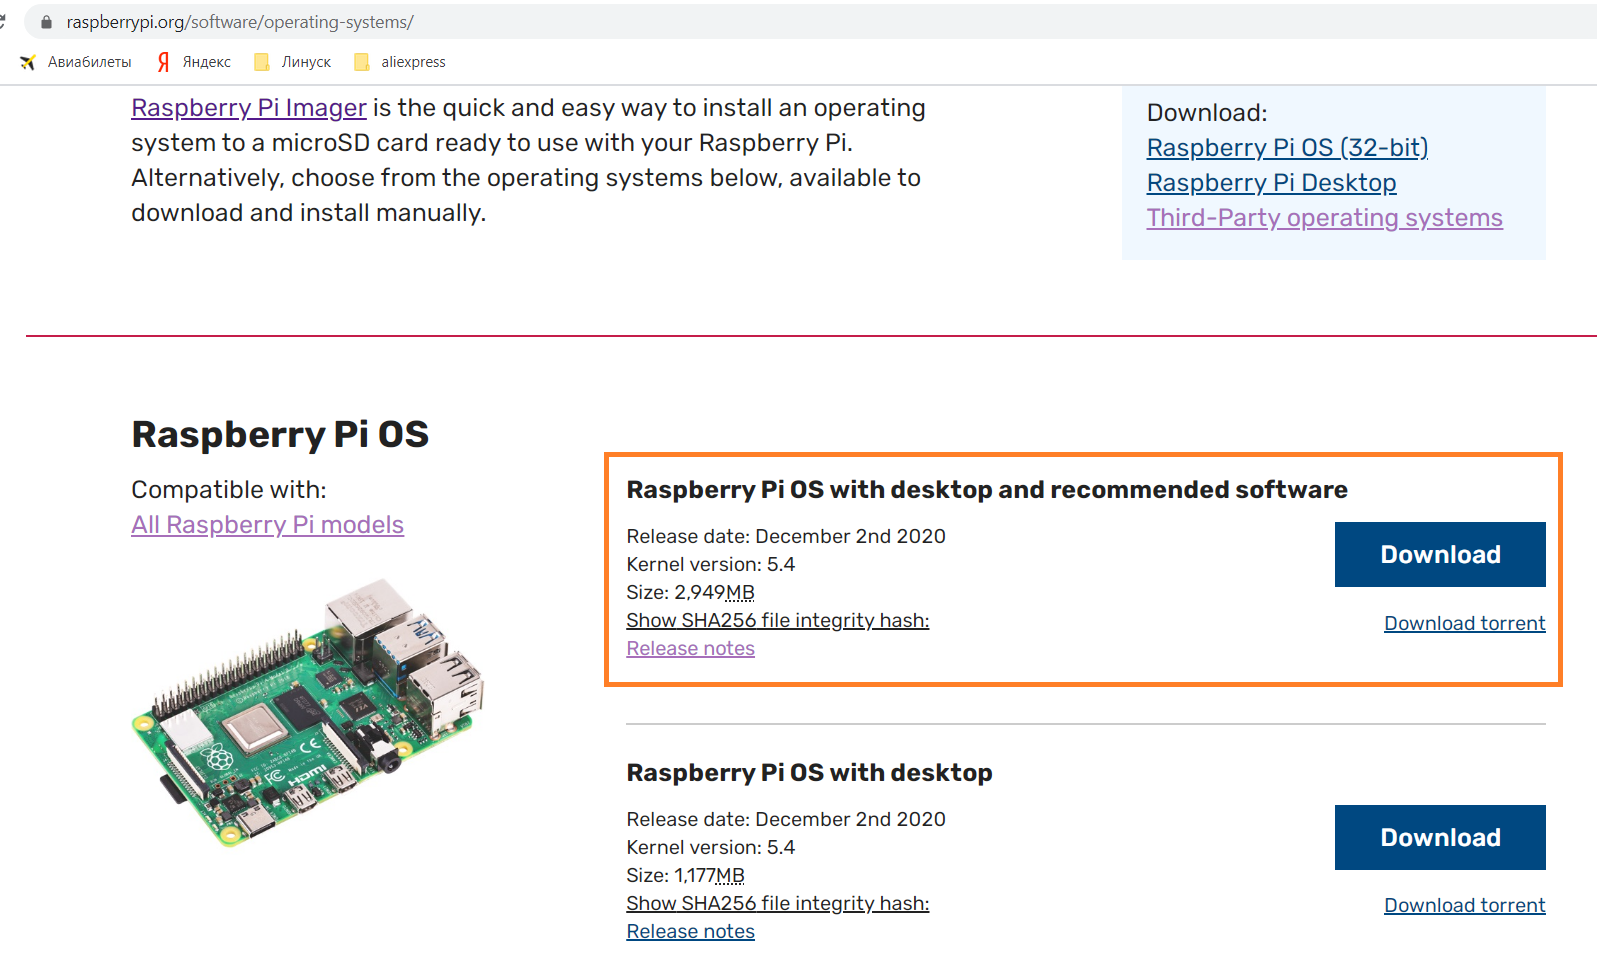 raspberrypi.org/software/operating-systems/
Авиабилеты Яндекс Линуск aliexpress
Raspberry Pi Imager is the quick and easy way to install an operating
system to a microSD card ready to use with your Raspberry Pi.
Alternatively, choose from the operating systems below, available to
download and install manually.
Download:
Raspberry Pi OS (32-bit)
Raspberry Pi Desktop
Third-Party operating systems
Raspberry Pi OS
Compatible with:
All Raspberry Pi models
HDMI
Raspberry Pi OS with desktop and recommended software
Release date: December 2nd 2020
Kernel version: 5.4
Size: 2,949MB
Show SHA256 file integrity hash:
Release notes
Download
Download torrent
Raspberry Pi OS with desktop
Release date: December 2nd 2020
Kernel version: 5.4
Size: 1,177MB
Show SHA256 file integrity hash:
Release notes
Download
Download torrent